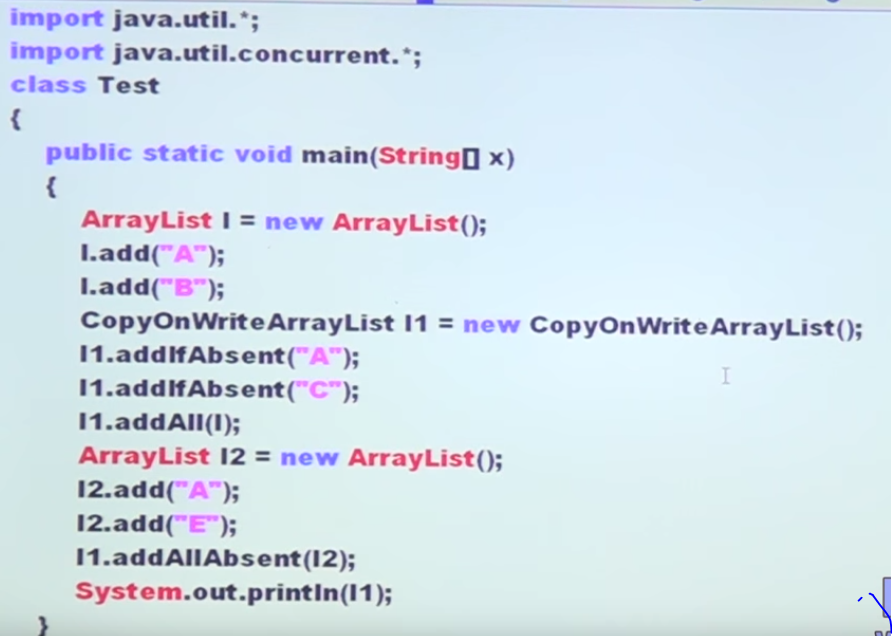 import java.util.*;
import java.util.concurrent.*;
class Test
{
public static void main(String[] x)
{
ArrayList l = new ArrayList();
l.add("A");
l.add("B");
CopyOnWriteArrayList l1 = new CopyOnWriteArrayList();
l1.addIfAbsent("A");
l1.addIfAbsent("C");
l1.addAll(l);
ArrayList l2 = new ArrayList();
l2.add("A");
l2.add("E");
l1.addAllAbsent(l2);
System.out.println(l1);
}